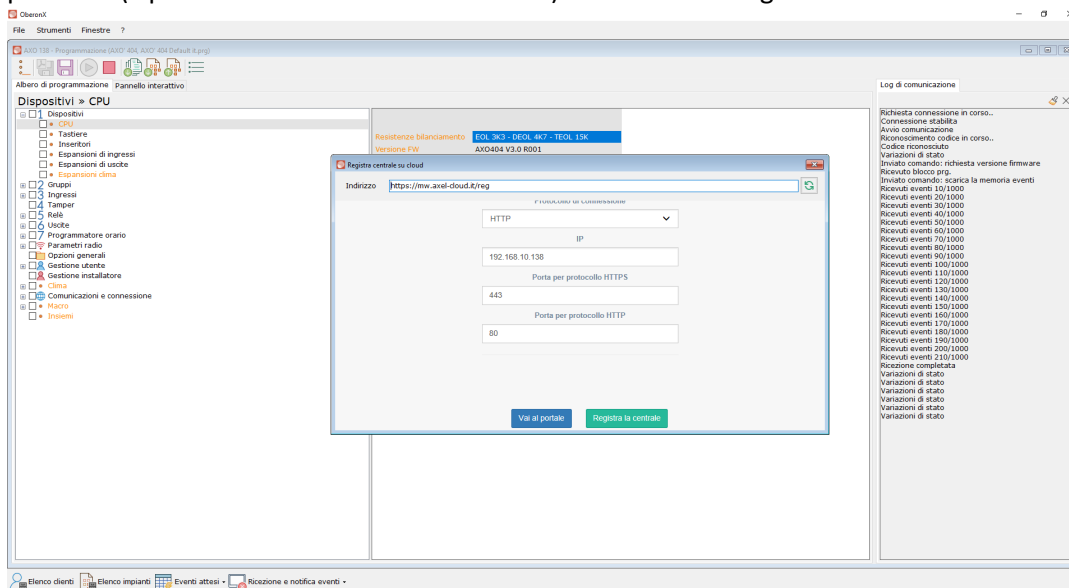 OberonX
File Strumenti Finestre ?
AXO 138 - Programmazione (AXO' 404, AXO' 404 Default it.prg)
Albero di programmazione Pannello interattivo
Log di comunicazione
Dispositivi » CPU
1 Dispositivi
CPU
Tastiere
Inseritori
Espansioni di ingressi
Espansioni di uscite
Espansioni clima
2 Gruppi
3 Ingressi
4 Tamper
5 Relè
6 Uscite
7 Programmatore orario
Parametri radio
Opzioni generali
Gestione utente
Gestione installatore
Clima
Comunicazioni e connessione
Macro
Insiemi
Resistenze bilanciamento EOL 3K3 - DEOL 4K7 - TEOL 15K
Versione FW AXO404 V3.0 R001
Registra centrale su cloud
Indirizzo https://mw.axel-cloud.it/reg
Protocollo di connessione
HTTP
IP
192.168.10.138
Porta per protocollo HTTPS
443
Porta per protocollo HTTP
80
Vai al portale Registra la centrale
Richiesta connessione in corso..
Connessione stabilita
Avvio comunicazione
Riconoscimento codice in corso..
Codice riconosciuto
Variazioni di stato
Inviato comando: richiesta versione firmware
Ricevuto blocco prg.
Inviato comando: scarica la memoria eventi
Ricevuti eventi 10/1000
Ricevuti eventi 20/1000
Ricevuti eventi 30/1000
Ricevuti eventi 40/1000
Ricevuti eventi 50/1000
Ricevuti eventi 60/1000
Ricevuti eventi 70/1000
Ricevuti eventi 80/1000
Ricevuti eventi 90/1000
Ricevuti eventi 100/1000
Ricevuti eventi 110/1000
Ricevuti eventi 120/1000
Ricevuti eventi 130/1000
Ricevuti eventi 140/1000
Ricevuti eventi 150/1000
Ricevuti eventi 160/1000
Ricevuti eventi 170/1000
Ricevuti eventi 180/1000
Ricevuti eventi 190/1000
Ricevuti eventi 200/1000
Ricevuti eventi 210/1000
Ricezione completata
Variazioni di stato
Variazioni di stato
Variazioni di stato
Variazioni di stato
Variazioni di stato
Variazioni di stato
Elenco clienti Elenco impianti Eventi attesi Ricezione e notifica eventi